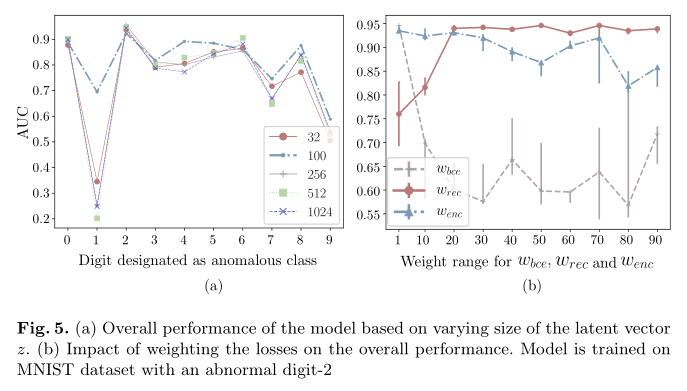 0.9
0.8
0.7
0.6
0.5
0.4
0.3
0.2
AUC
32
100
256
512
1024
0 1 2 3 4 5 6 7 8 9
Digit designated as anomalous class
(a)
0.95
0.90
0.85
0.80
0.75
0.70
0.65
0.60
0.55
w_bce
w_rec
w_enc
1 10 20 30 40 50 60 70 80 90
Weight range for w_bce, w_rec and w_enc
(b)
Fig. 5. (a) Overall performance of the model based on varying size of the latent vector
z. (b) Impact of weighting the losses on the overall performance. Model is trained on
MNIST dataset with an abnormal digit-2